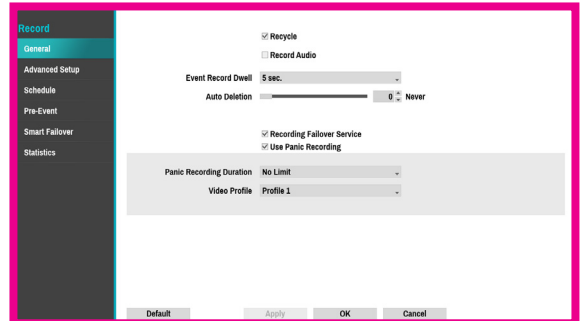 Record
General
Advanced Setup
Schedule
Pre-Event
Smart Failover
Statistics
Recycle
Record Audio
Event Record Dwell 5 sec.
Auto Deletion 0 Never
Recording Failover Service
Use Panic Recording
Panic Recording Duration No Limit
Video Profile Profile 1
Default Apply OK Cancel